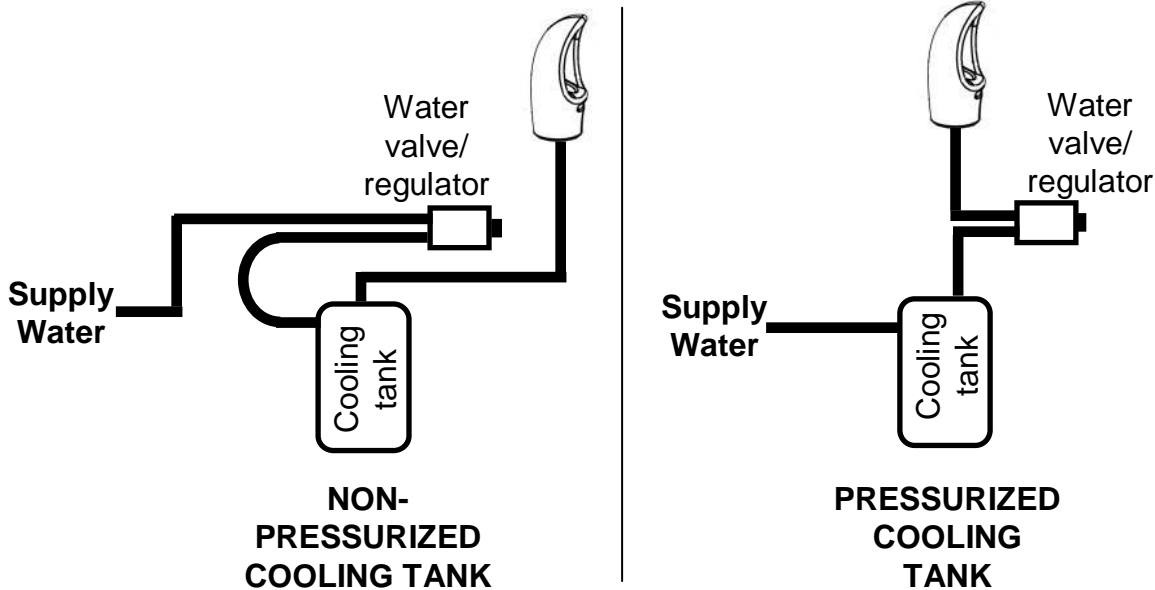 Water
valve/
regulator
Supply
Water
Cooling
tank
NON-
PRESSURIZED
COOLING TANK
Water
valve/
regulator
Supply
Water
Cooling
tank
PRESSURIZED
COOLING
TANK